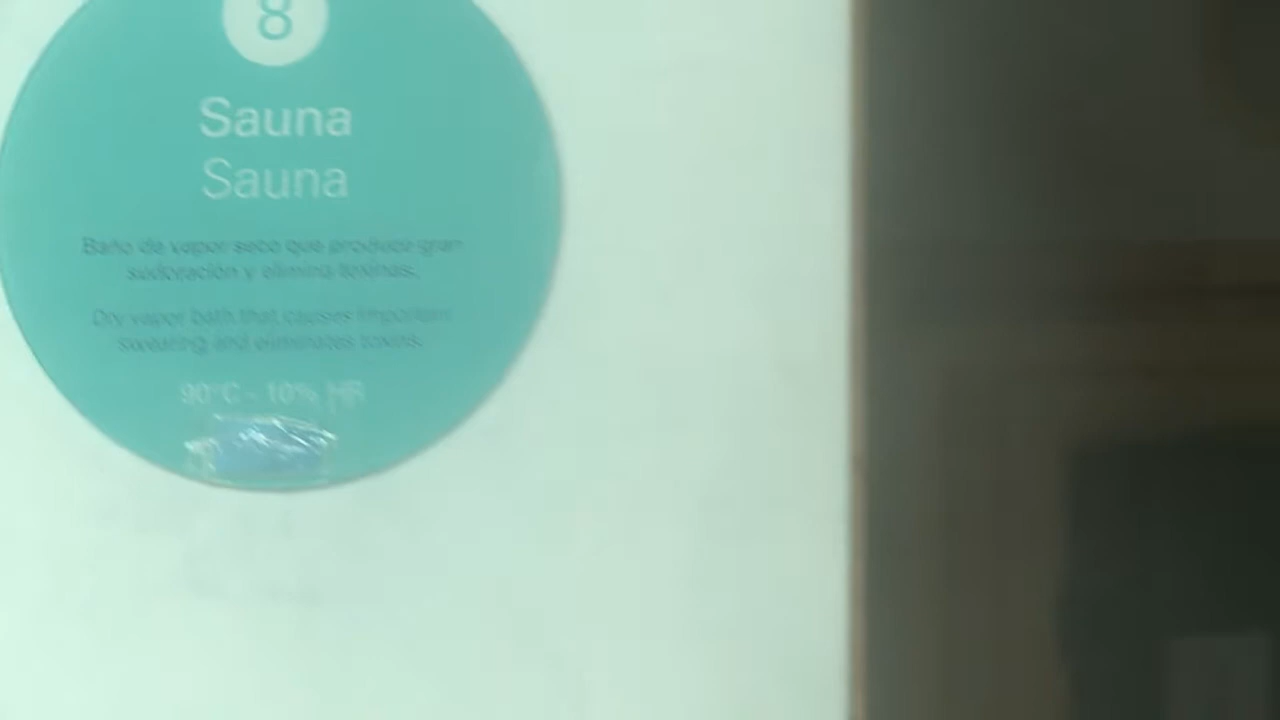 8
Sauna
Sauna
Baño de vapor seco que produce gran
sudoración y elimina toxinas.
Dry vapor bath that causes important
sweating and eliminates toxins.
90°C - 10% HR